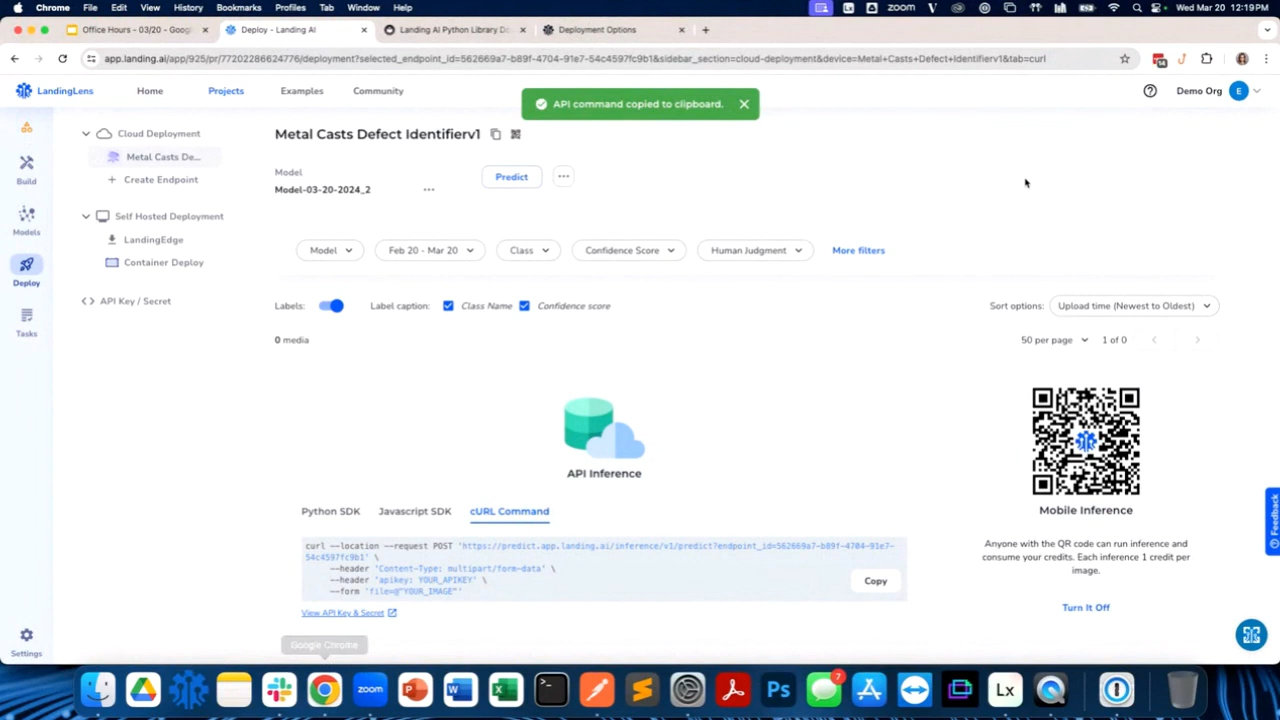 Chrome File Edit View History Bookmarks Profiles Tab Window Help zoom Wed Mar 20 12:19PM
Office Hours - 03/20 - Goog
Deploy - Landing AI
Landing AI Python Library Do
Deployment Options
app.landing.ai/app/925/pr/77202286624776/deployment?selected_endpoint_id=562669a7-b89f-4704-91e7-54c4597fc9b1&sidebar_section=cloud-deployment&device=Metal+Casts+Defect+Identifierv1&tab=curl
LandingLens Home Projects Examples Community Demo Org E
API command copied to clipboard.
Build
Models
Deploy
Tasks
Settings
Cloud Deployment
Metal Casts De...
Create Endpoint
Self Hosted Deployment
LandingEdge
Container Deploy
<> API Key / Secret
Metal Casts Defect Identifierv1
Model
Model-03-20-2024_2
Predict
Model Feb 20 - Mar 20 Class Confidence Score Human Judgment More filters
Labels: Label caption: Class Name Confidence score Sort options: Upload time (Newest to Oldest)
0 media 50 per page 1 of 0
API Inference
Python SDK Javascript SDK cURL Command
curl --location --request POST 'https://predict.app.landing.ai/inference/v1/predict?endpoint_id=562669a7-b89f-4704-91e7-
54c4597fc9b1' \
--header 'Content-Type: multipart/form-data' \
--header 'apikey: YOUR_APIKEY' \
--form 'file=@"YOUR_IMAGE"'
Copy
View API Key & Secret
Mobile Inference
Anyone with the QR code can run inference and
consume your credits. Each inference 1 credit per
image.
Turn It Off
Feedback
Google Chrome
zoom
Ps
7
Lx